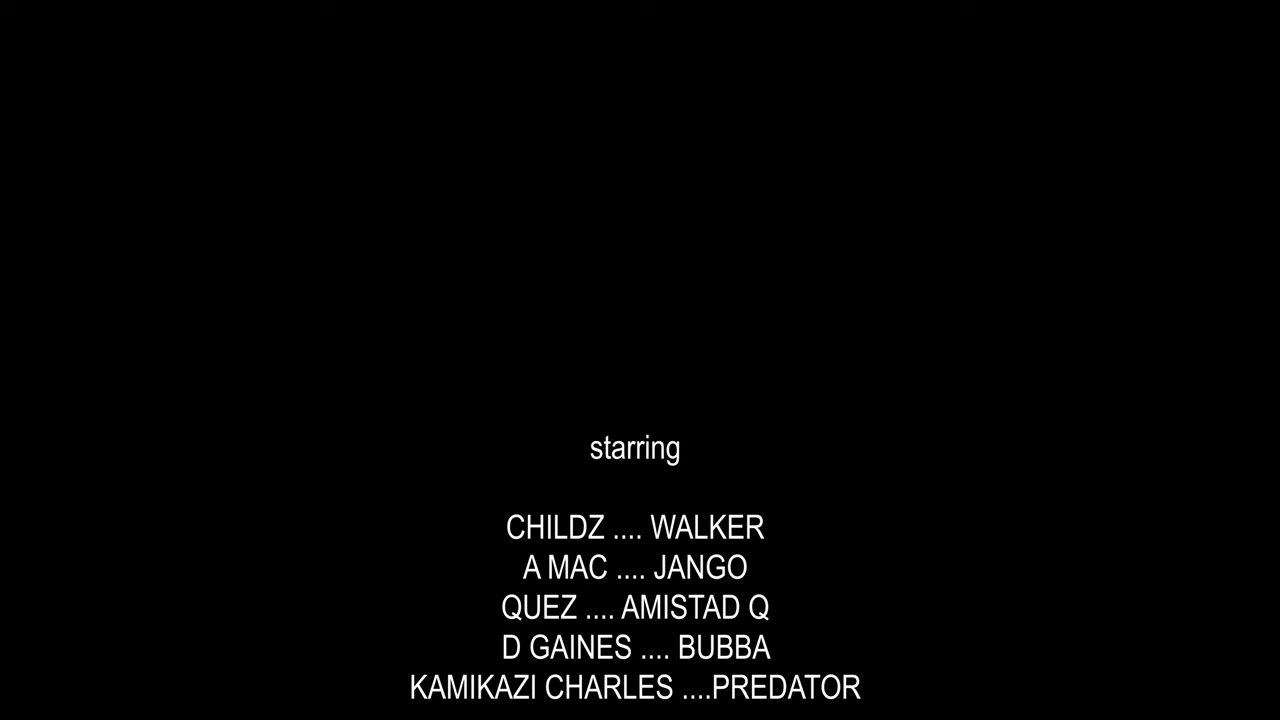 starring
CHILDZ .... WALKER
A MAC .... JANGO
QUEZ .... AMISTAD Q
D GAINES .... BUBBA
KAMIKAZI CHARLES ....PREDATOR